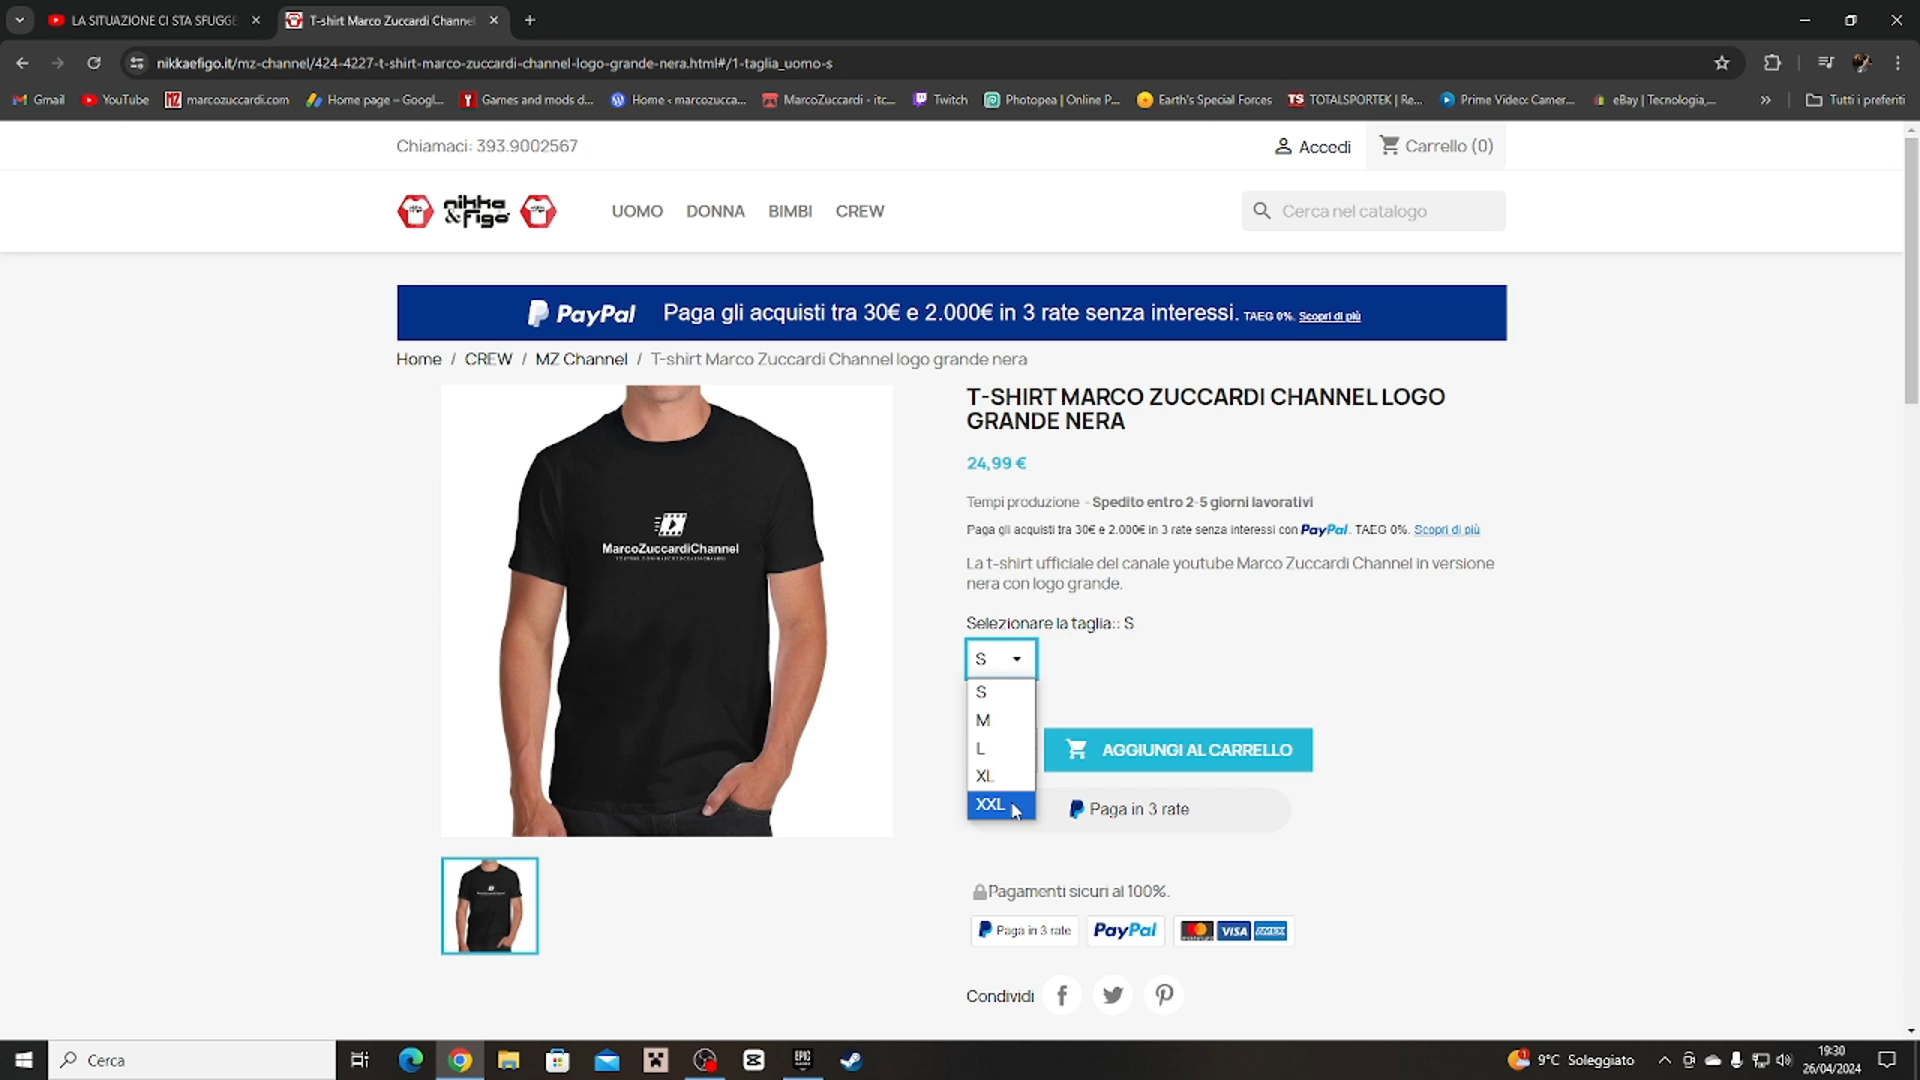 LA SITUAZIONE CI STA SFUGGE
T-shirt Marco Zuccardi Channel
nikkaefigo.it/mz-channel/424-4227-t-shirt-marco-zuccardi-channel-logo-grande-nera.html#/1-taglia_uomo-s
Gmail YouTube marcozuccardi.com Home page – Googl... Games and mods d... Home < marcozucca... MarcoZuccardi - itc... Twitch Photopea | Online P... Earth's Special Forces TOTALSPORTEK | Re... Prime Video: Camer... eBay | Tecnologia,... » Tutti i preferiti
Chiamaci: 393.9002567
Accedi Carrello (0)
nikka &figo
UOMO DONNA BIMBI CREW
Cerca nel catalogo
PayPal Paga gli acquisti tra 30€ e 2.000€ in 3 rate senza interessi. TAEG 0%. Scopri di più
Home / CREW / MZ Channel / T-shirt Marco Zuccardi Channel logo grande nera
T-SHIRT MARCO ZUCCARDI CHANNEL LOGO
GRANDE NERA
24,99 €
Tempi produzione - Spedito entro 2-5 giorni lavorativi
Paga gli acquisti tra 30€ e 2.000€ in 3 rate senza interessi con PayPal. TAEG 0%. Scopri di più
La t-shirt ufficiale del canale youtube Marco Zuccardi Channel in versione
nera con logo grande.
MarcoZuccardiChannel
Selezionare la taglia:: S
S
S
M
L
XL
XXL
AGGIUNGI AL CARRELLO
Paga in 3 rate
Pagamenti sicuri al 100%.
Paga in 3 rate PayPal VISA AMEX
Condividi
Cerca
9°C Soleggiato
19:30
26/04/2024